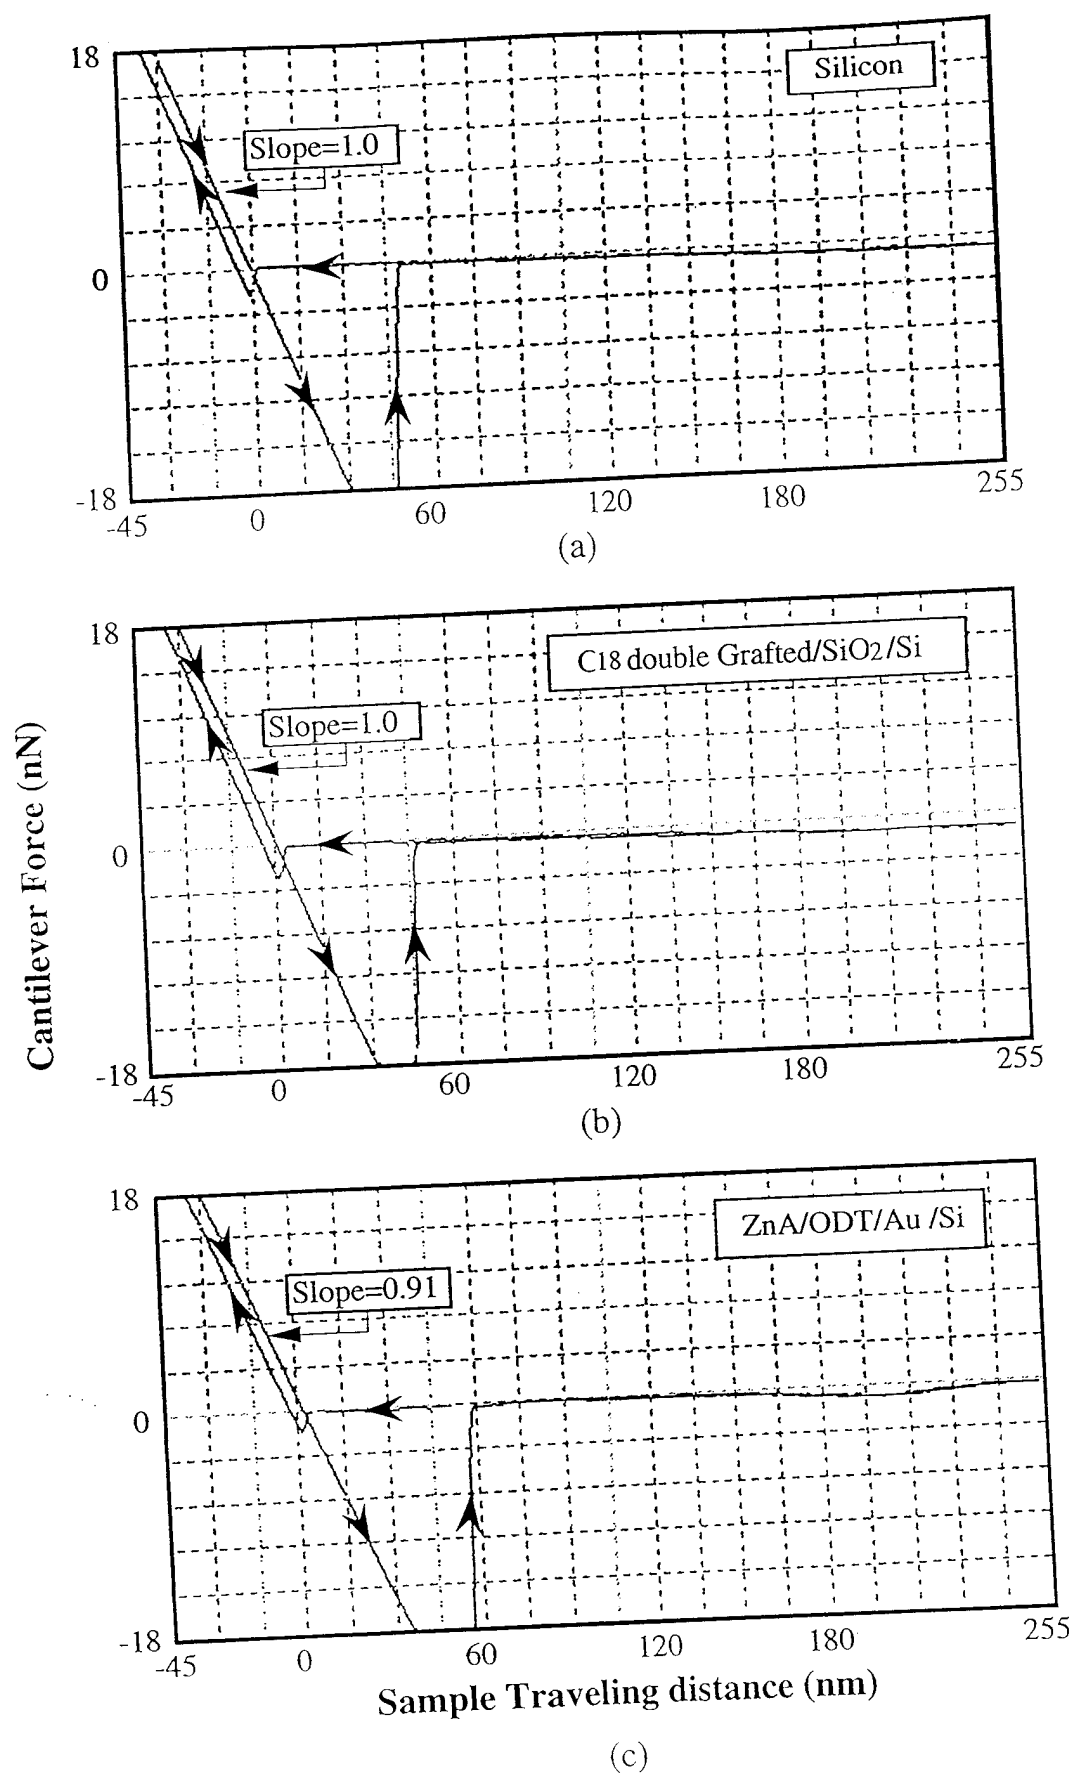 18
Silicon
Slope=1.0
0
-18
-45
0
60
120
180
255
(a)
18
C18 double Grafted/SiO2/Si
Slope=1.0
0
-18
-45
0
60
120
180
255
(b)
Cantilever Force (nN)
18
ZnA/ODT/Au /Si
Slope=0.91
0
-18
-45
0
60
120
180
255
Sample Traveling distance (nm)
(c)